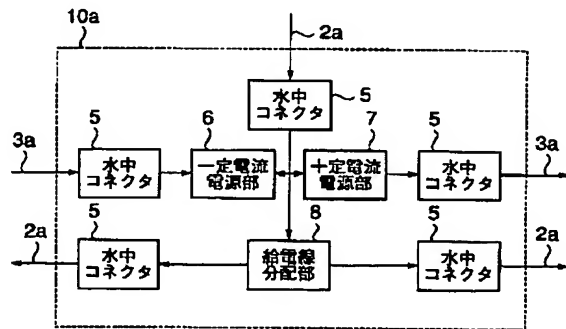 10a
2a
水中
コネクタ
5
5
6
7
5
3a
水中
コネクタ
一定電流
電源部
十定電流
電源部
水中
コネクタ
3a
2a
5
8
5
2a
水中
コネクタ
給電線
分配部
水中
コネクタ